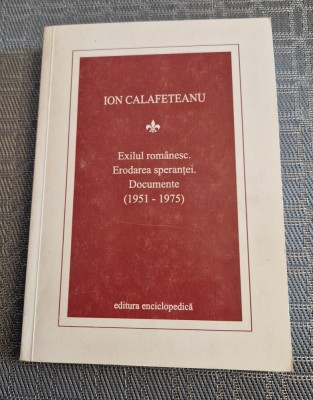 ION CALAFETEANU
Exilul românesc.
Erodarea speranței.
Documente
(1951 - 1975)
editura enciclopedică